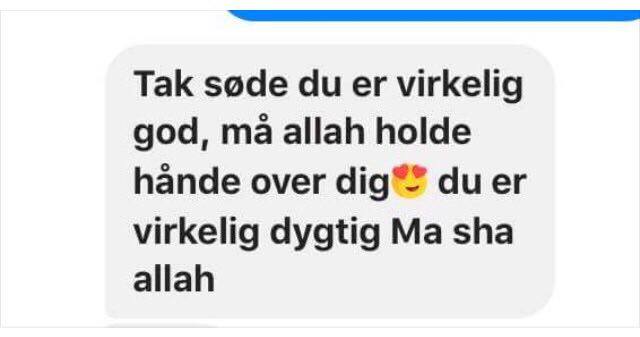 Tak søde du er virkelig
god, må allah holde
hånde over dig😍 du er
virkelig dygtig Ma sha
allah